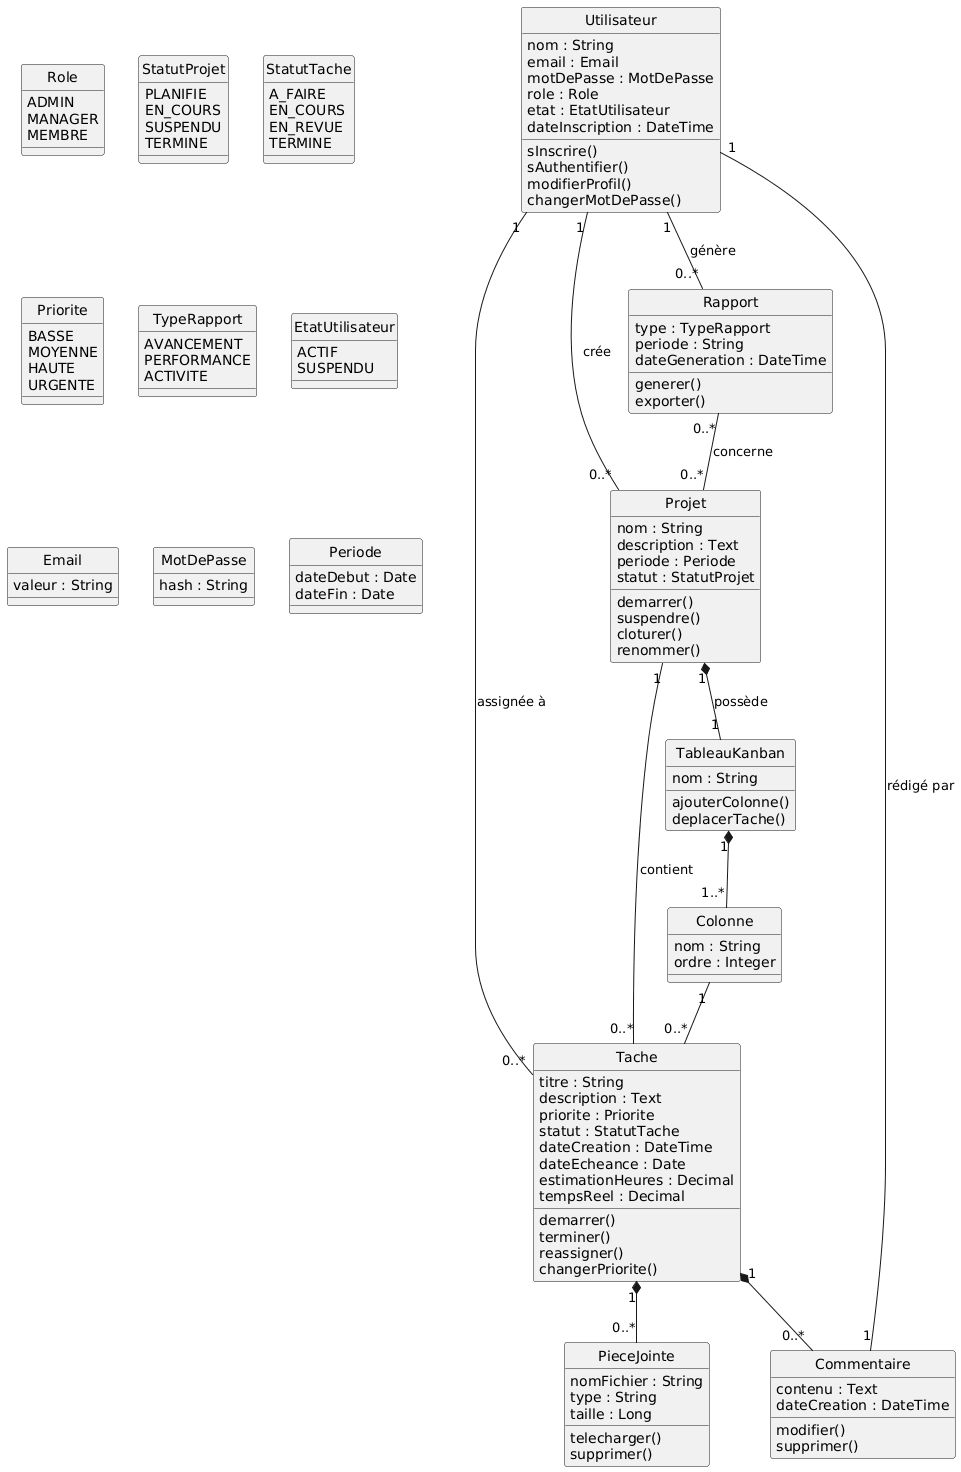 Role
ADMIN
MANAGER
MEMBRE
StatutProjet
PLANIFIE
EN_COURS
SUSPENDU
TERMINE
StatutTache
A_FAIRE
EN_COURS
EN_REVUE
TERMINE
Utilisateur
nom : String
email : Email
motDePasse : MotDePasse
role : Role
etat : EtatUtilisateur
dateInscription : DateTime
sInscrire()
sAuthentifier()
modifierProfil()
changerMotDePasse()
1
1
1
1
génère
0..*
Priorite
BASSE
MOYENNE
HAUTE
URGENTE
TypeRapport
AVANCEMENT
PERFORMANCE
ACTIVITE
EtatUtilisateur
ACTIF
SUSPENDU
crée
Rapport
type : TypeRapport
periode : String
dateGeneration : DateTime
generer()
exporter()
0..*
concerne
0..*
0..*
Email
valeur : String
MotDePasse
hash : String
Periode
dateDebut : Date
dateFin : Date
Projet
nom : String
description : Text
periode : Periode
statut : StatutProjet
demarrer()
suspendre()
cloturer()
renommer()
1
1
assignée à
possède
1
TableauKanban
nom : String
ajouterColonne()
deplacerTache()
rédigé par
1
contient
1..*
Colonne
nom : String
ordre : Integer
1
0..*
0..*
0..*
Tache
titre : String
description : Text
priorite : Priorite
statut : StatutTache
dateCreation : DateTime
dateEcheance : Date
estimationHeures : Decimal
tempsReel : Decimal
demarrer()
terminer()
reassigner()
changerPriorite()
1
1
0..*
0..*
1
PieceJointe
nomFichier : String
type : String
taille : Long
telecharger()
supprimer()
Commentaire
contenu : Text
dateCreation : DateTime
modifier()
supprimer()